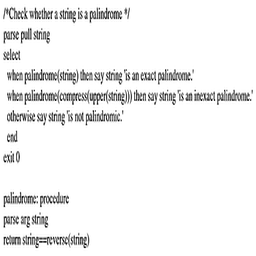 /*Check whether a string is a palindrome */
parse pull string
select
when palindrome(string) then say string 'is an exact palindrome.'
when palindrome(compress(upper(string))) then say string 'is an inexact palindrome.'
otherwise say string 'is not palindromic.'
end
exit 0
palindrome: procedure
parse arg string
return string==reverse(string)